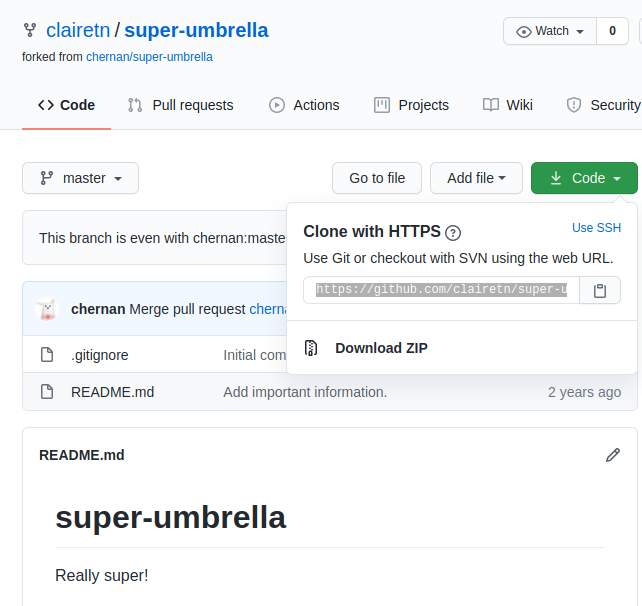 clairetn / super-umbrella
Watch 0
forked from chernan/super-umbrella
Code Pull requests Actions Projects Wiki Security
master Go to file Add file Code
This branch is even with chernan:maste
Clone with HTTPS ? Use SSH
Use Git or checkout with SVN using the web URL.
https://github.com/clairetn/super-u
chernan Merge pull request cherna
Download ZIP
.gitignore Initial com
README.md Add important information. 2 years ago
README.md
super-umbrella
Really super!